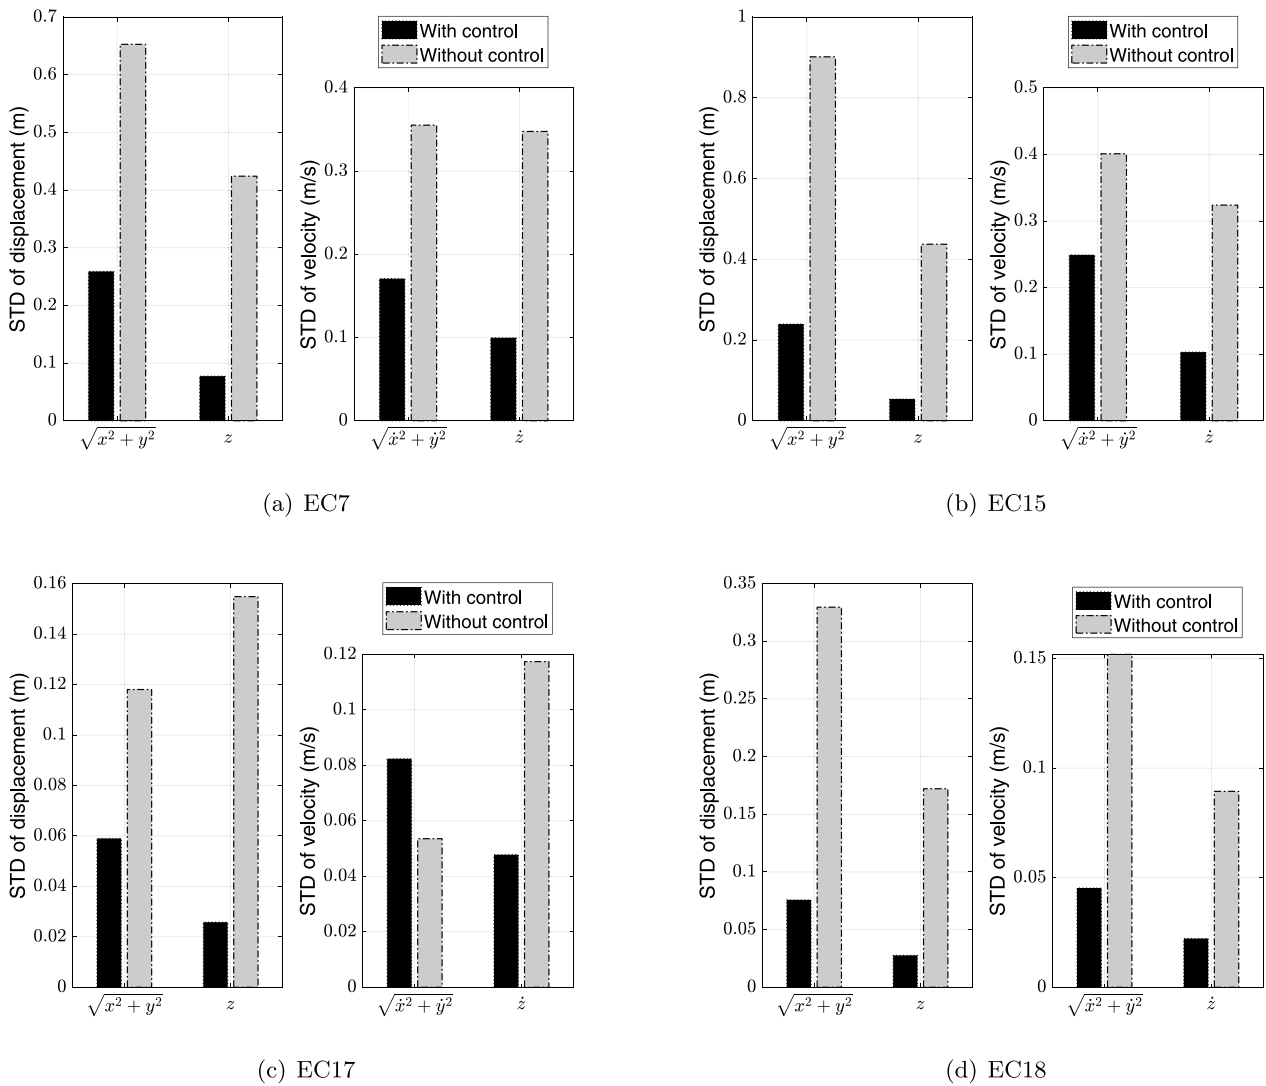 STD of displacement (m)
0.7
0.6
0.5
0.4
0.3
0.2
0.1
0
√x² + y²
z
With control
Without control
STD of velocity (m/s)
0.4
0.3
0.2
0.1
0
√ẋ² + ẏ²
ż
(a) EC7
STD of displacement (m)
1
0.8
0.6
0.4
0.2
0
√x² + y²
z
With control
Without control
STD of velocity (m/s)
0.5
0.4
0.3
0.2
0.1
0
√ẋ² + ẏ²
ż
(b) EC15
STD of displacement (m)
0.16
0.14
0.12
0.1
0.08
0.06
0.04
0.02
0
√x² + y²
z
With control
Without control
STD of velocity (m/s)
0.12
0.1
0.08
0.06
0.04
0.02
0
√ẋ² + ẏ²
ż
(c) EC17
STD of displacement (m)
0.35
0.3
0.25
0.2
0.15
0.1
0.05
0
√x² + y²
z
With control
Without control
STD of velocity (m/s)
0.15
0.1
0.05
0
√ẋ² + ẏ²
ż
(d) EC18